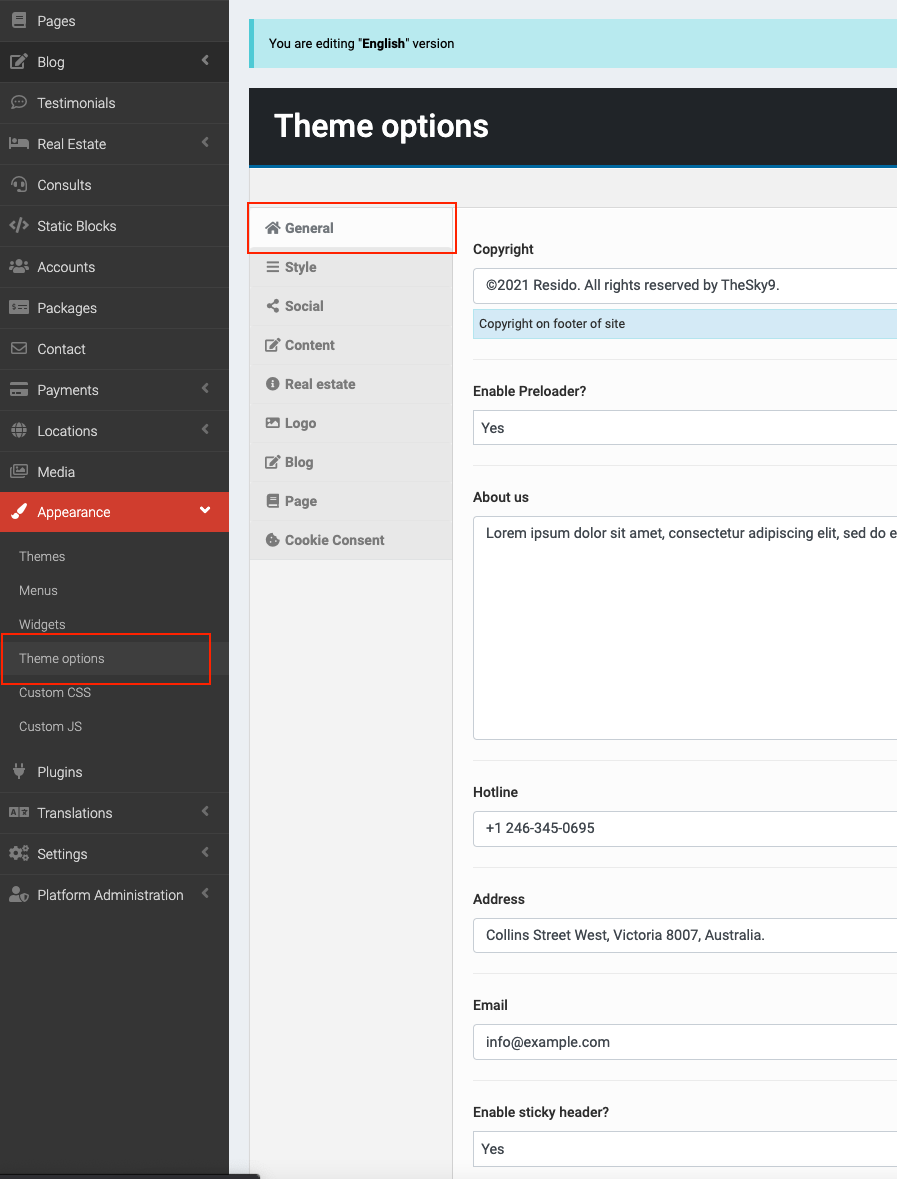 Pages
Blog
Testimonials
Real Estate
Consults
Static Blocks
Accounts
Packages
Contact
Payments
Locations
Media
Appearance
Themes
Menus
Widgets
Theme options
Custom CSS
Custom JS
Plugins
Translations
Settings
Platform Administration
You are editing "English" version
Theme options
General
Style
Social
Content
Real estate
Logo
Blog
Page
Cookie Consent
Copyright
©2021 Resido. All rights reserved by TheSky9.
Copyright on footer of site
Enable Preloader?
Yes
About us
Lorem ipsum dolor sit amet, consectetur adipiscing elit, sed do e
Hotline
+1 246-345-0695
Address
Collins Street West, Victoria 8007, Australia.
Email
info@example.com
Enable sticky header?
Yes